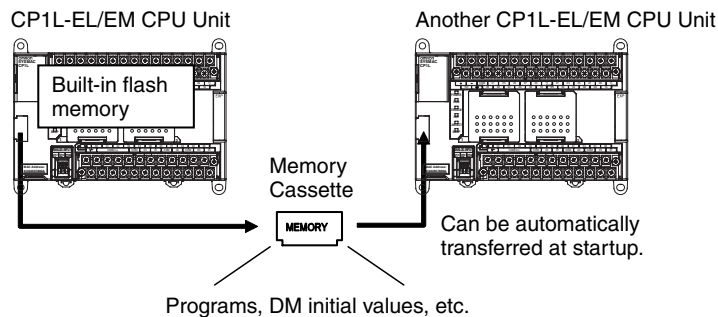 CP1L-EL/EM CPU Unit
Another CP1L-EL/EM CPU Unit
Built-in flash
memory
Memory
Cassette
MEMORY
Can be automatically
transferred at startup.
Programs, DM initial values, etc.